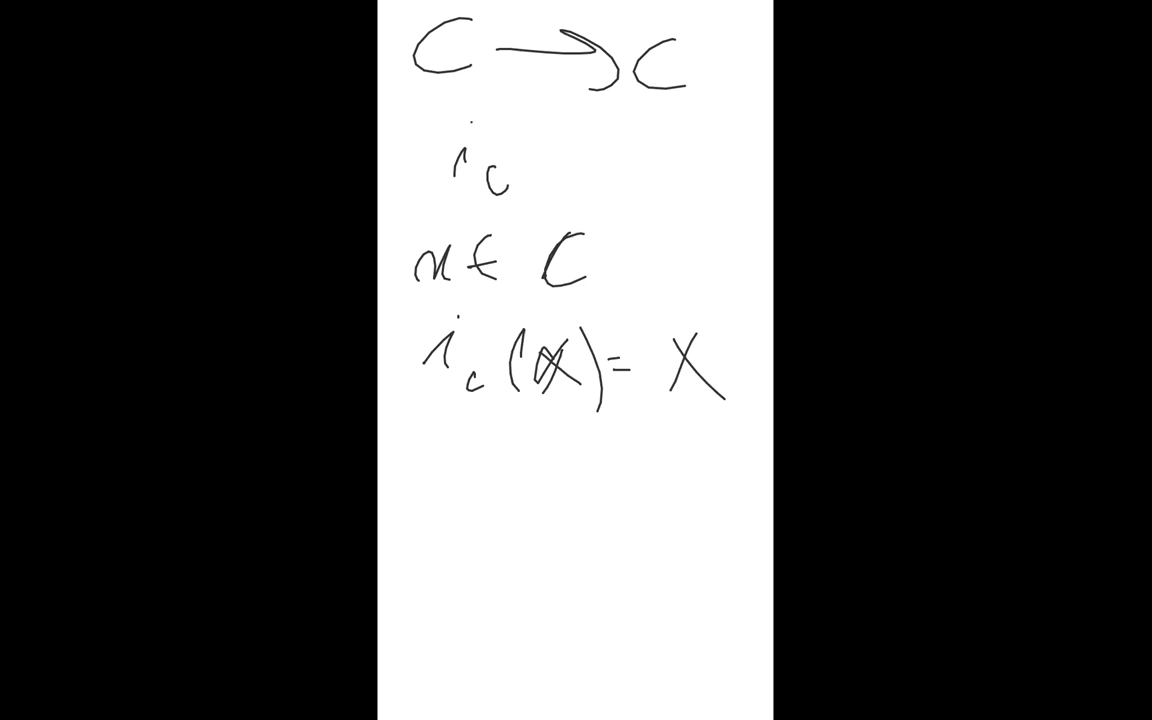 C → C
i_c
x ∈ C
i_c(x) = x